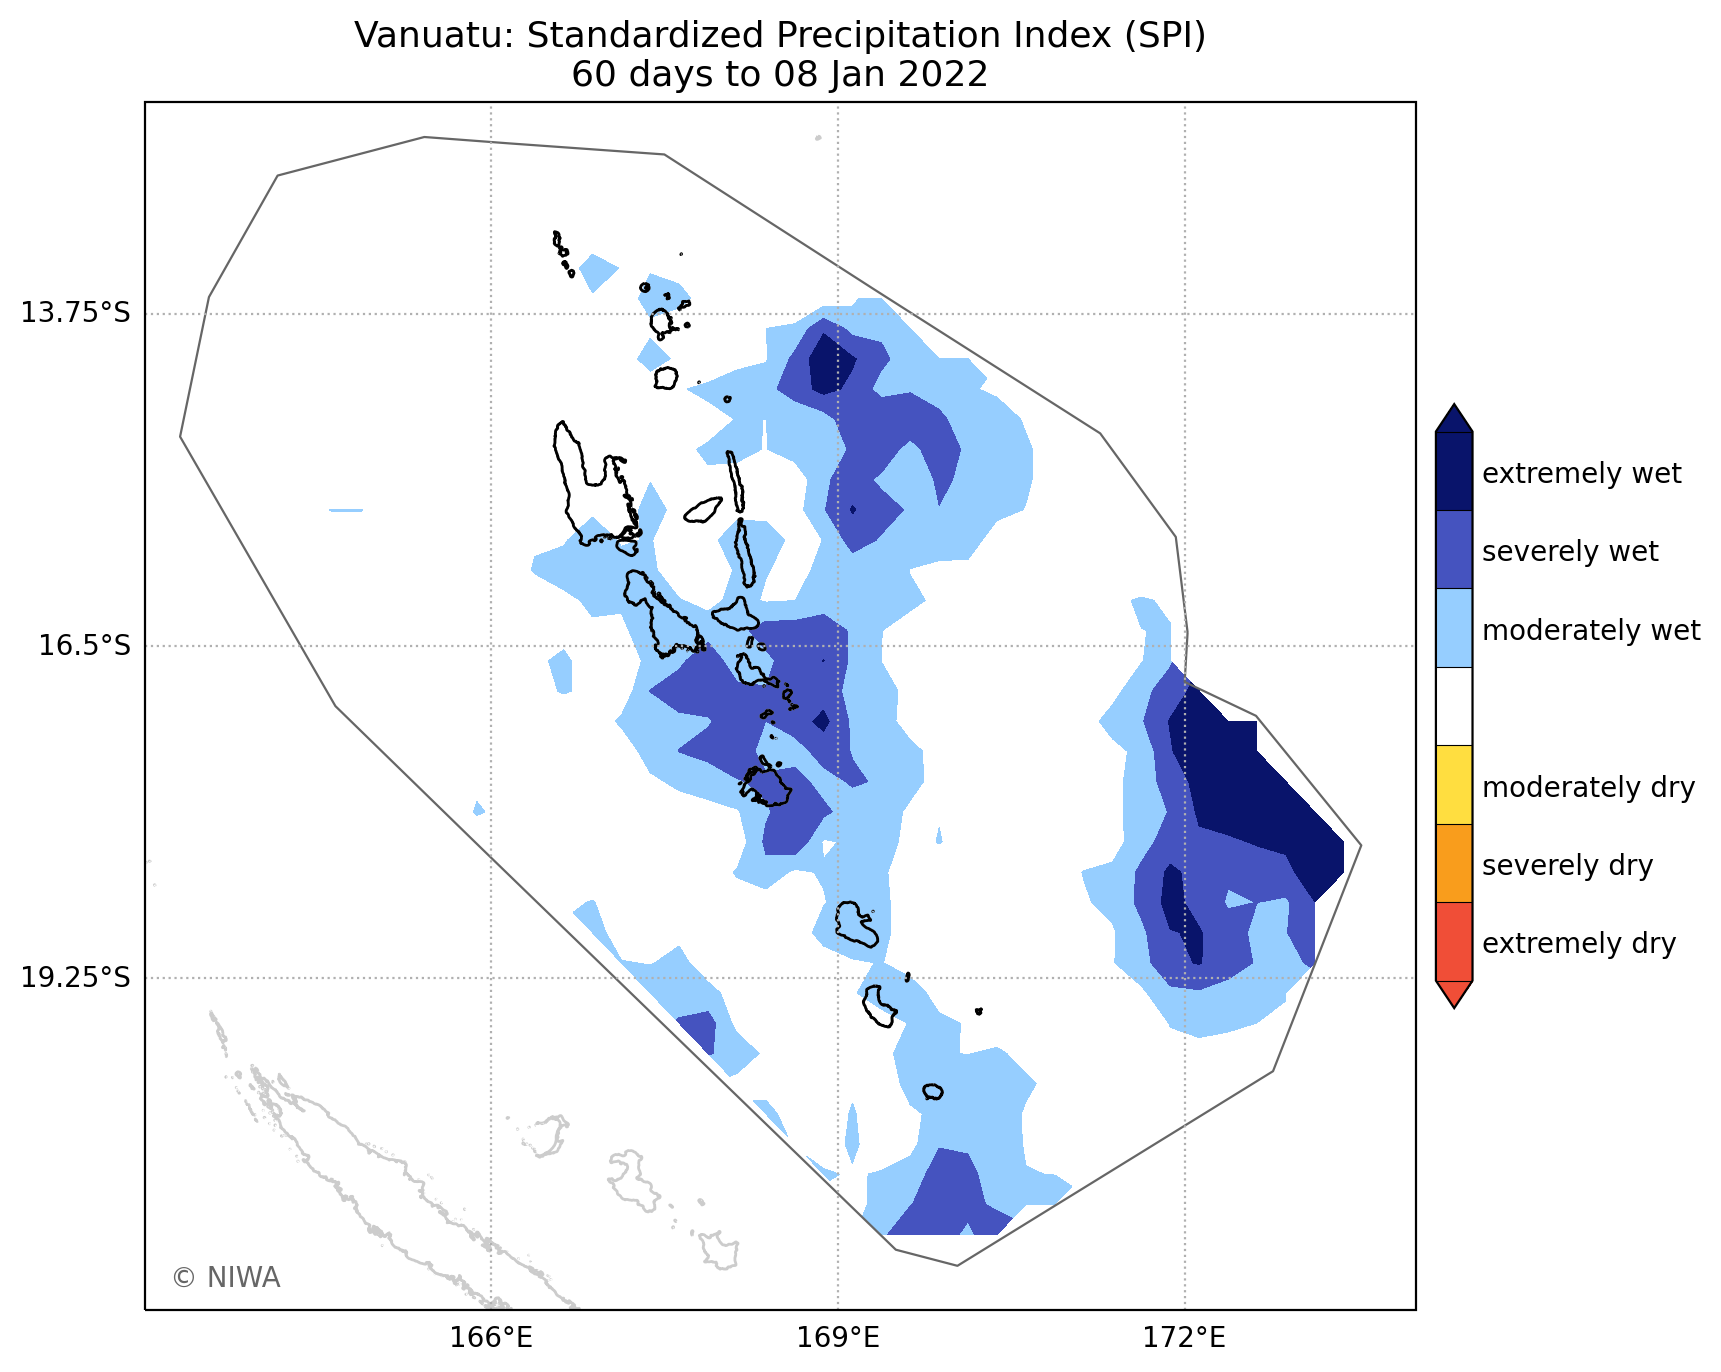 Vanuatu: Standardized Precipitation Index (SPI)
60 days to 08 Jan 2022
13.75°S
16.5°S
19.25°S
extremely wet
severely wet
moderately wet
moderately dry
severely dry
extremely dry
© NIWA
166°E
169°E
172°E